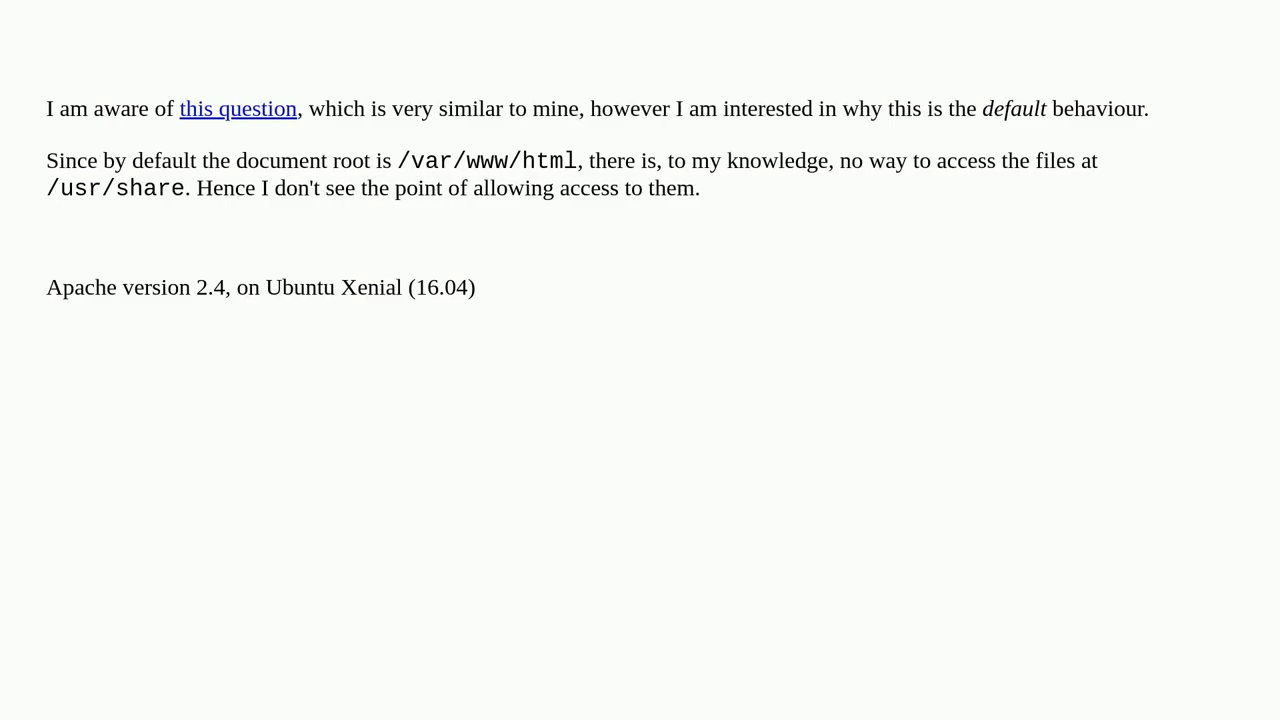 I am aware of this question, which is very similar to mine, however I am interested in why this is the default behaviour.
Since by default the document root is /var/www/html, there is, to my knowledge, no way to access the files at
/usr/share. Hence I don't see the point of allowing access to them.
Apache version 2.4, on Ubuntu Xenial (16.04)